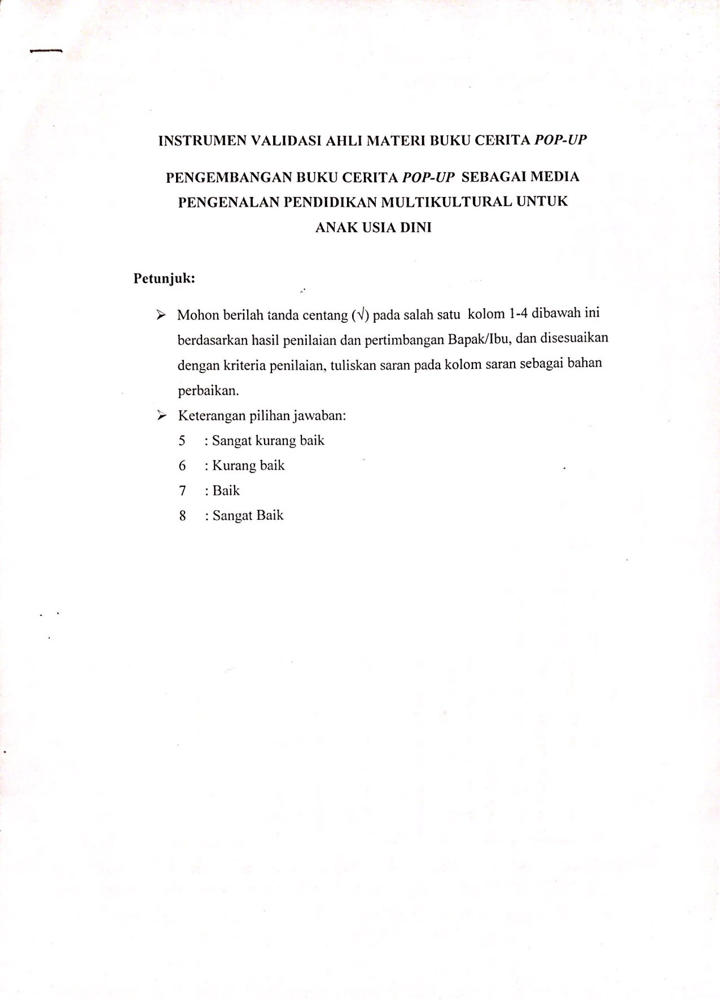 INSTRUMEN VALIDASI AHLI MATERI BUKU CERITA POP-UP
PENGEMBANGAN BUKU CERITA POP-UP SEBAGAI MEDIA
PENGENALAN PENDIDIKAN MULTIKULTURAL UNTUK
ANAK USIA DINI
Petunjuk:
➢ Mohon berilah tanda centang (√) pada salah satu kolom 1-4 dibawah ini
berdasarkan hasil penilaian dan pertimbangan Bapak/Ibu, dan disesuaikan
dengan kriteria penilaian, tuliskan saran pada kolom saran sebagai bahan
perbaikan.
➢ Keterangan pilihan jawaban:
5 : Sangat kurang baik
6 : Kurang baik
7 : Baik
8 : Sangat Baik